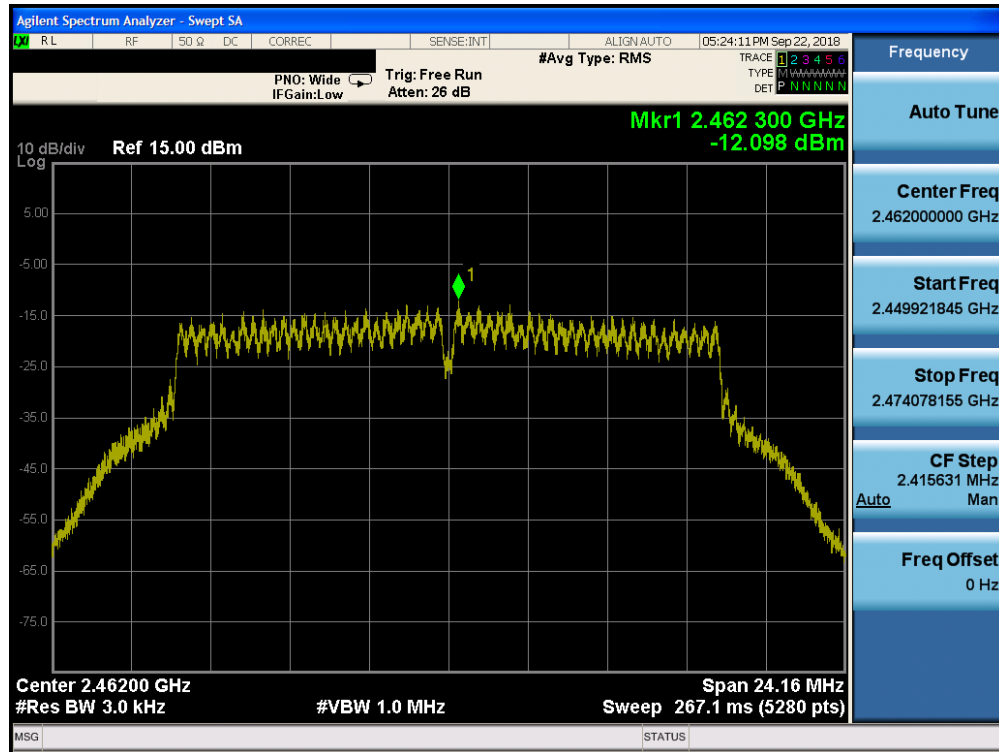 Agilent Spectrum Analyzer - Swept SA
LXI RL RF 50 Ω DC CORREC SENSE:INT ALIGN AUTO 05:24:11 PM Sep 22, 2018
#Avg Type: RMS
TRACE 1 2 3 4 5 6
TYPE M
DET P N N N N N
PNO: Wide
IFGain:Low
Trig: Free Run
Atten: 26 dB
Mkr1 2.462 300 GHz
-12.098 dBm
10 dB/div
Log
Ref 15.00 dBm
5.00
-5.00
-15.0
-25.0
-35.0
-45.0
-55.0
-65.0
-75.0
1
Center 2.46200 GHz
Span 24.16 MHz
#Res BW 3.0 kHz
#VBW 1.0 MHz
Sweep 267.1 ms (5280 pts)
MSG
STATUS
Frequency
Auto Tune
Center Freq
2.462000000 GHz
Start Freq
2.449921845 GHz
Stop Freq
2.474078155 GHz
CF Step
2.415631 MHz
Auto Man
Freq Offset
0 Hz